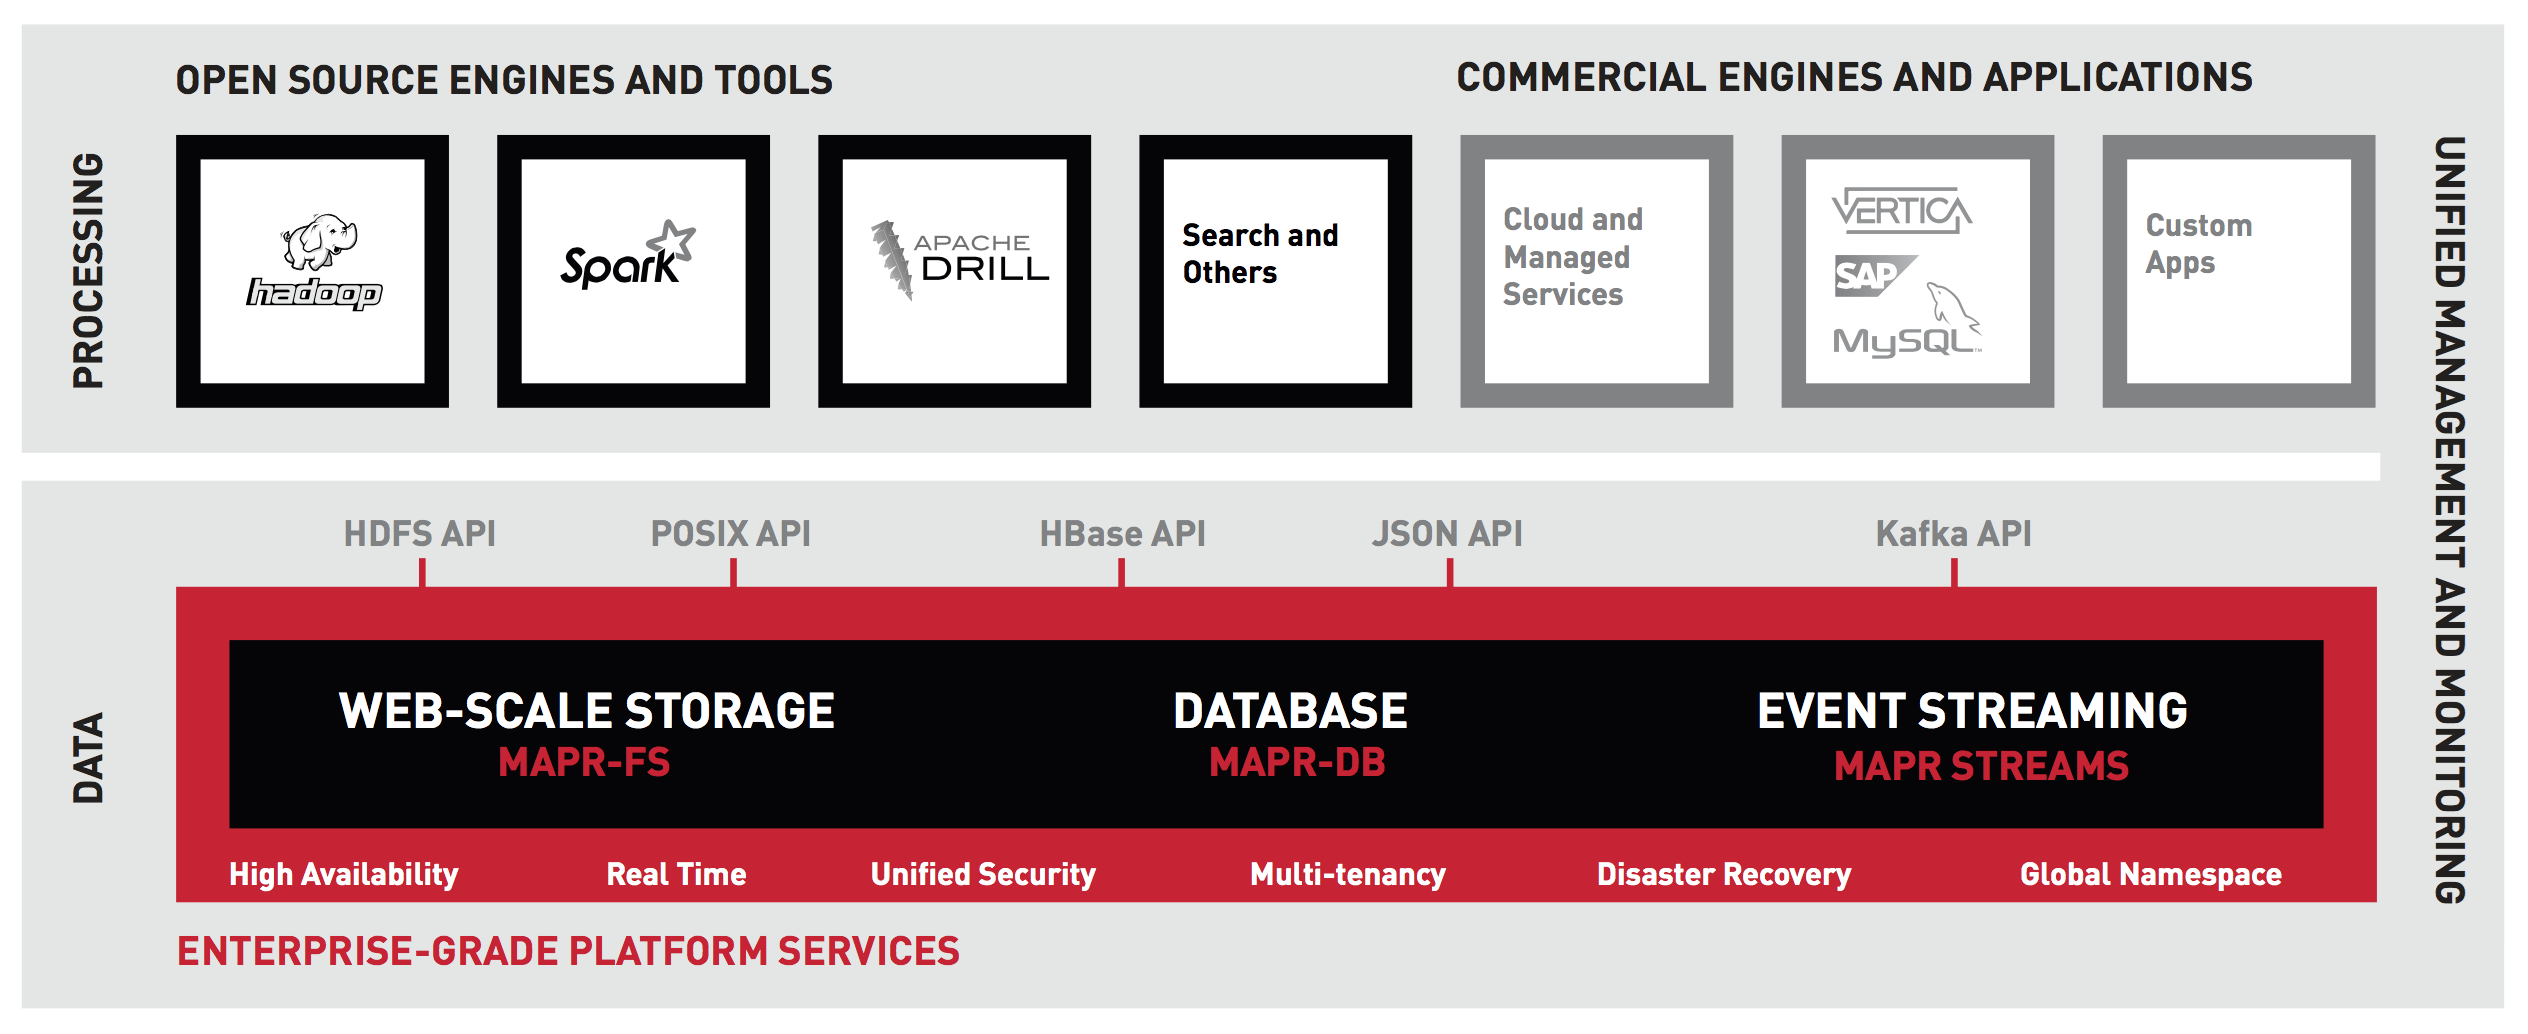 OPEN SOURCE ENGINES AND TOOLS
COMMERCIAL ENGINES AND APPLICATIONS
PROCESSING
hadoop
Spark
APACHE
DRILL
Search and
Others
Cloud and
Managed
Services
VERTICA
SAP
MySQL™
Custom
Apps
UNIFIED MANAGEMENT AND MONITORING
HDFS API
POSIX API
HBase API
JSON API
Kafka API
DATA
WEB-SCALE STORAGE
MAPR-FS
DATABASE
MAPR-DB
EVENT STREAMING
MAPR STREAMS
High Availability
Real Time
Unified Security
Multi-tenancy
Disaster Recovery
Global Namespace
ENTERPRISE-GRADE PLATFORM SERVICES